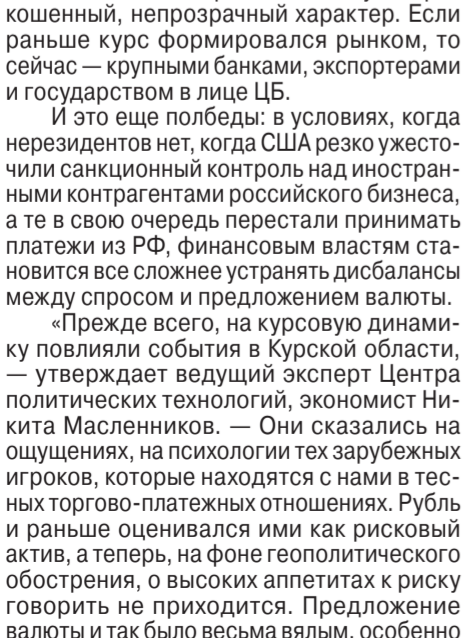 кошенный, непрозрачный характер. Если
раньше курс формировался рынком, то
сейчас — крупными банками, экспортерами
и государством в лице ЦБ.
И это еще полбеды: в условиях, когда
нерезидентов нет, когда США резко ужесто-
чили санкционный контроль над иностран-
ными контрагентами российского бизнеса,
а те в свою очередь перестали принимать
платежи из РФ, финансовым властям ста-
новится все сложнее устранять дисбалансы
между спросом и предложением валюты.
«Прежде всего, на курсовую динами-
ку повлияли события в Курской области,
— утверждает ведущий эксперт Центра
политических технологий, экономист Ни-
кита Масленников. — Они сказались на
ощущениях, на психологии тех зарубежных
игроков, которые находятся с нами в тес-
ных торгово-платежных отношениях. Рубль
и раньше оценивался ими как рисковый
актив, а теперь, на фоне геополитического
обострения, о высоких аппетитах к риску
говорить не приходится. Предложение
валюты и так было весьма вялым, особенно